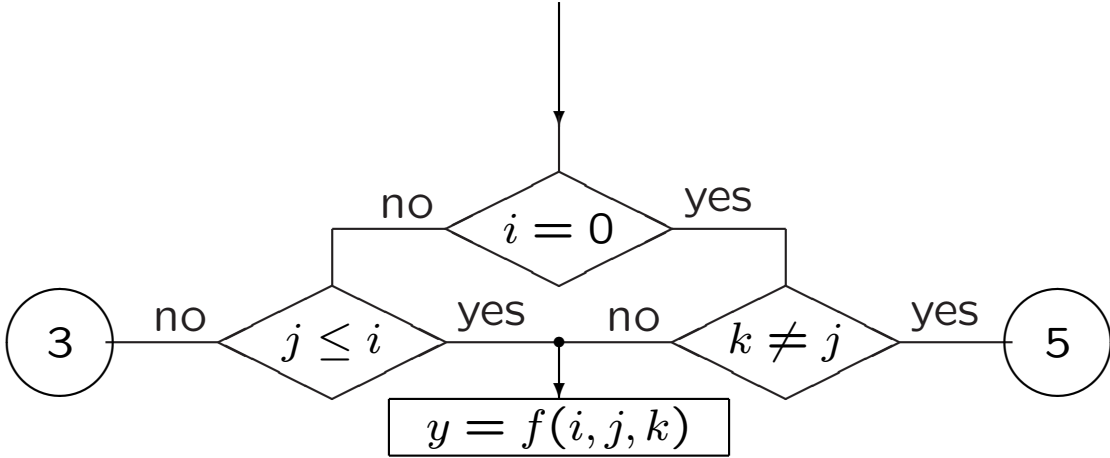 no
yes
i = 0
3
no
j ≤ i
yes
no
k ≠ j
yes
5
y = f(i, j, k)